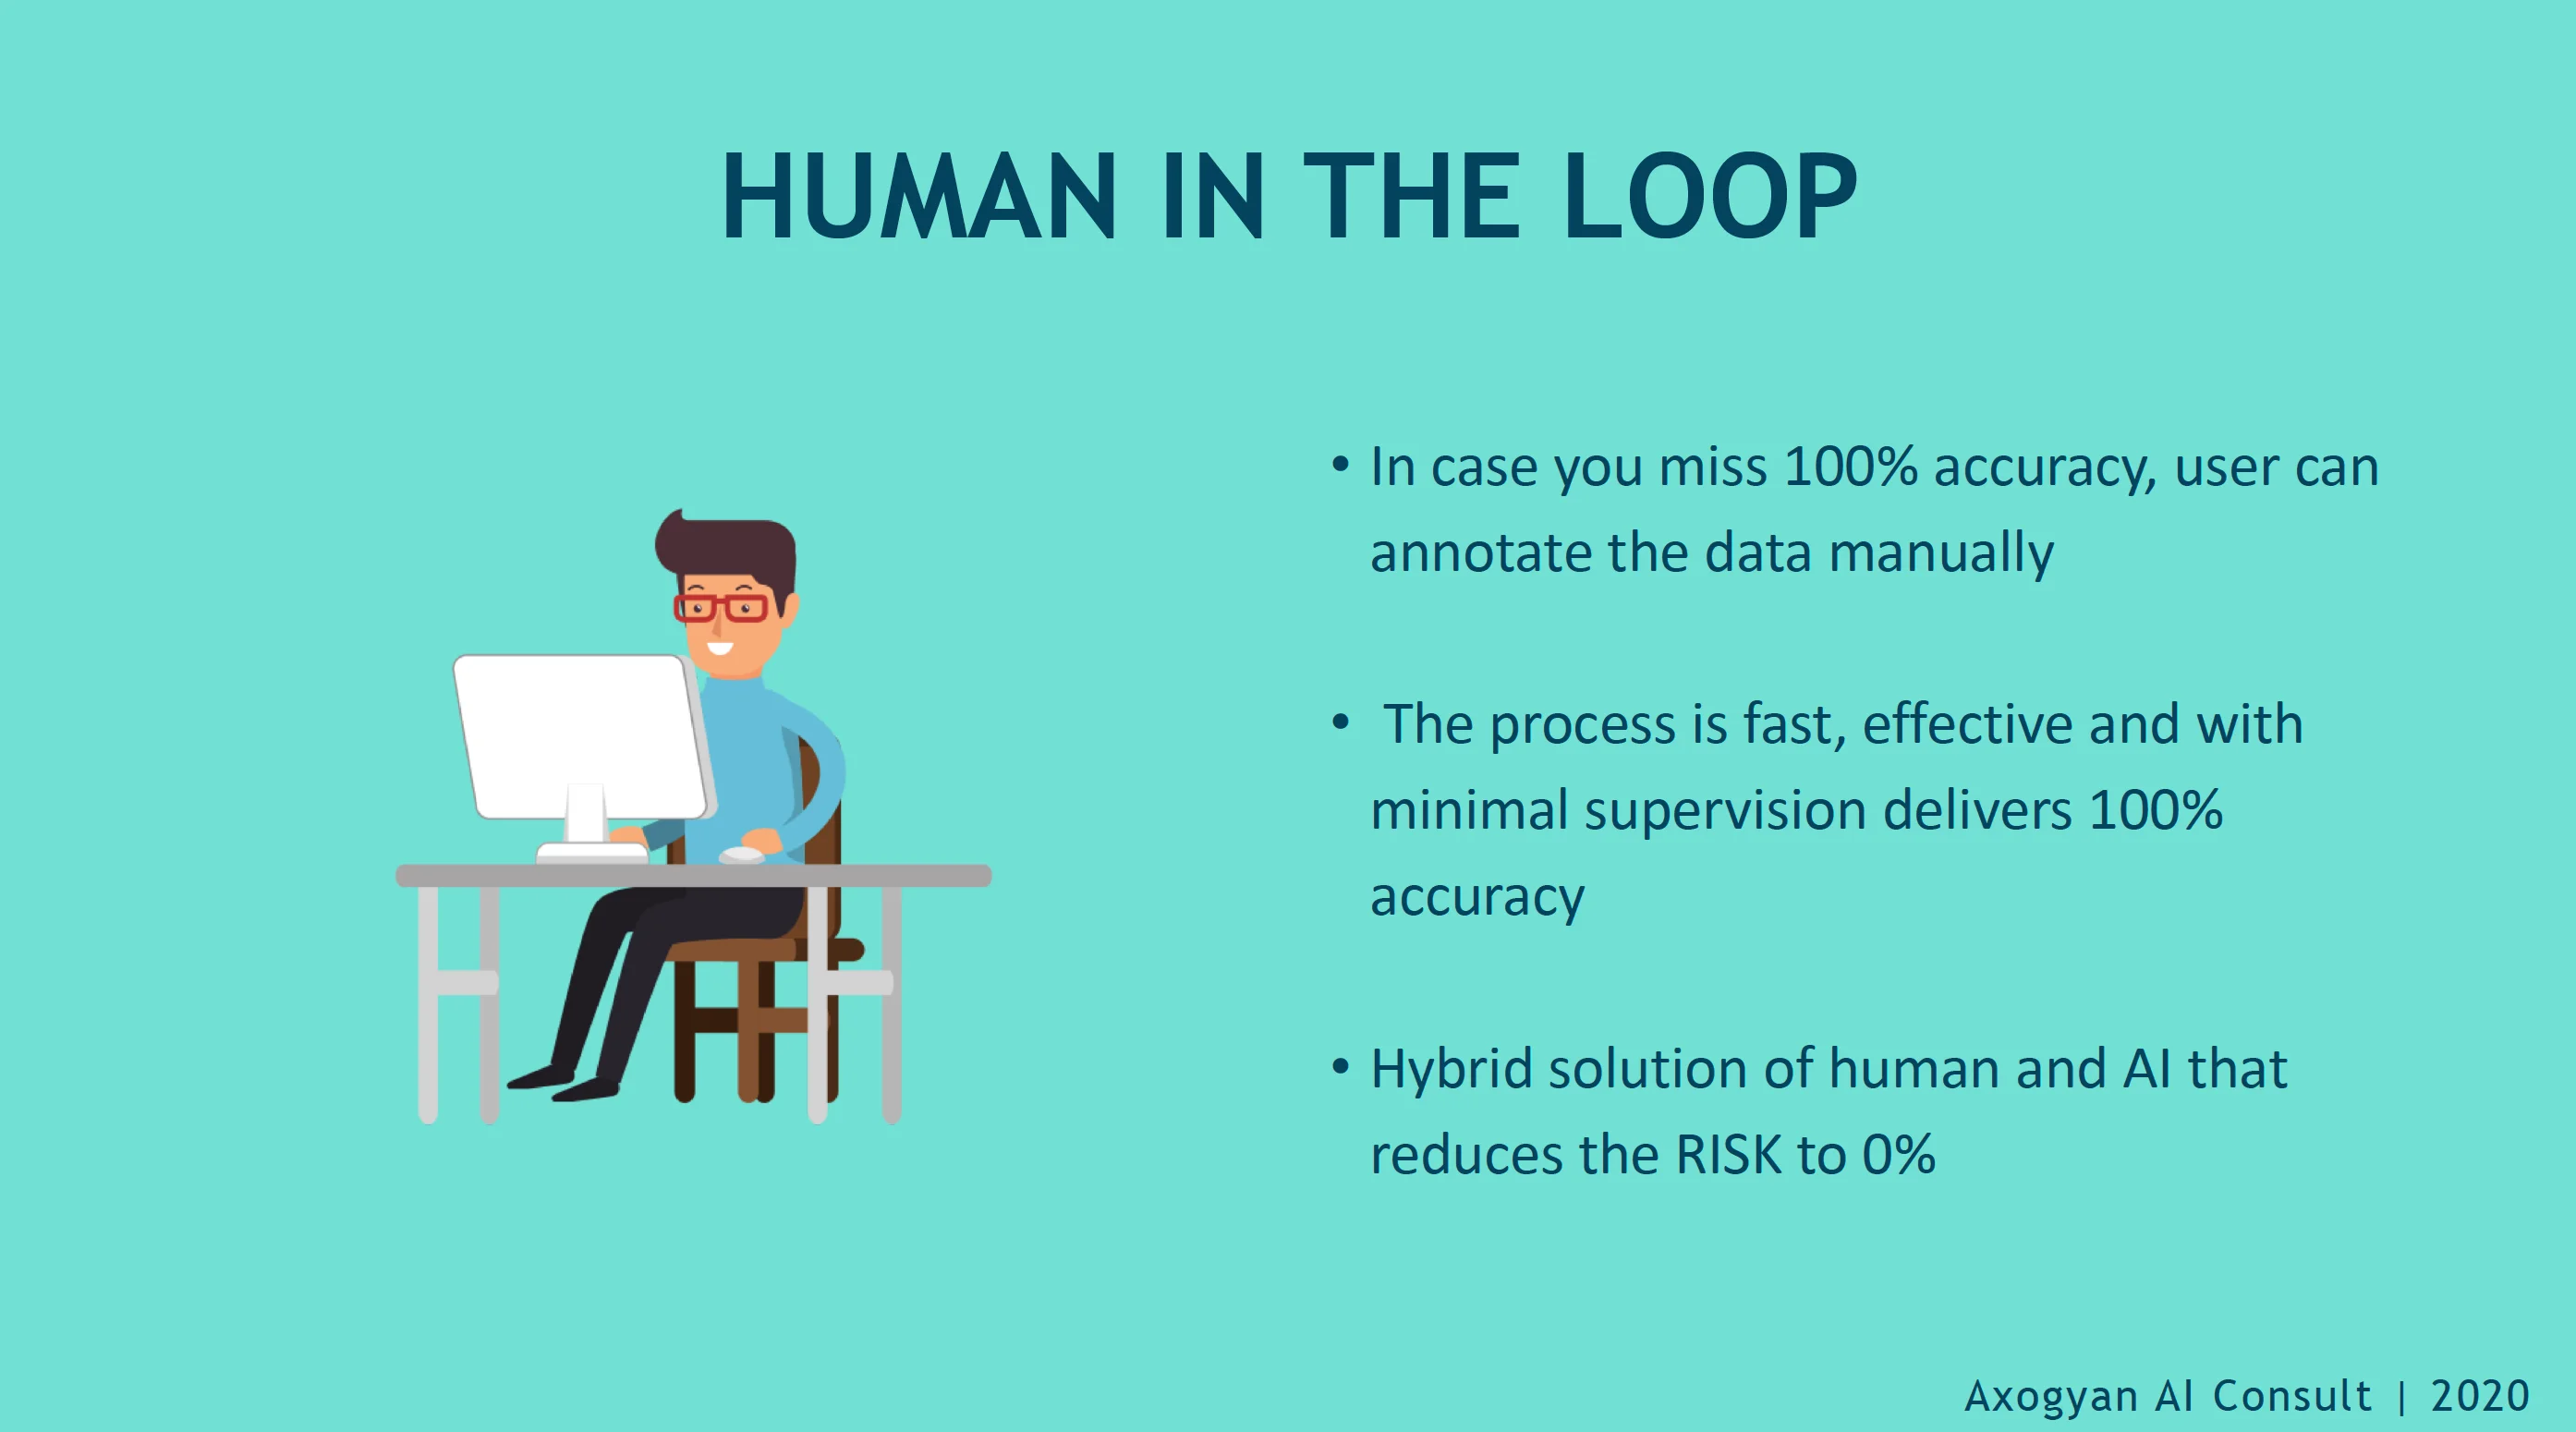 HUMAN IN THE LOOP
• In case you miss 100% accuracy, user can
annotate the data manually
• The process is fast, effective and with
minimal supervision delivers 100%
accuracy
• Hybrid solution of human and AI that
reduces the RISK to 0%
Axogyan AI Consult | 2020